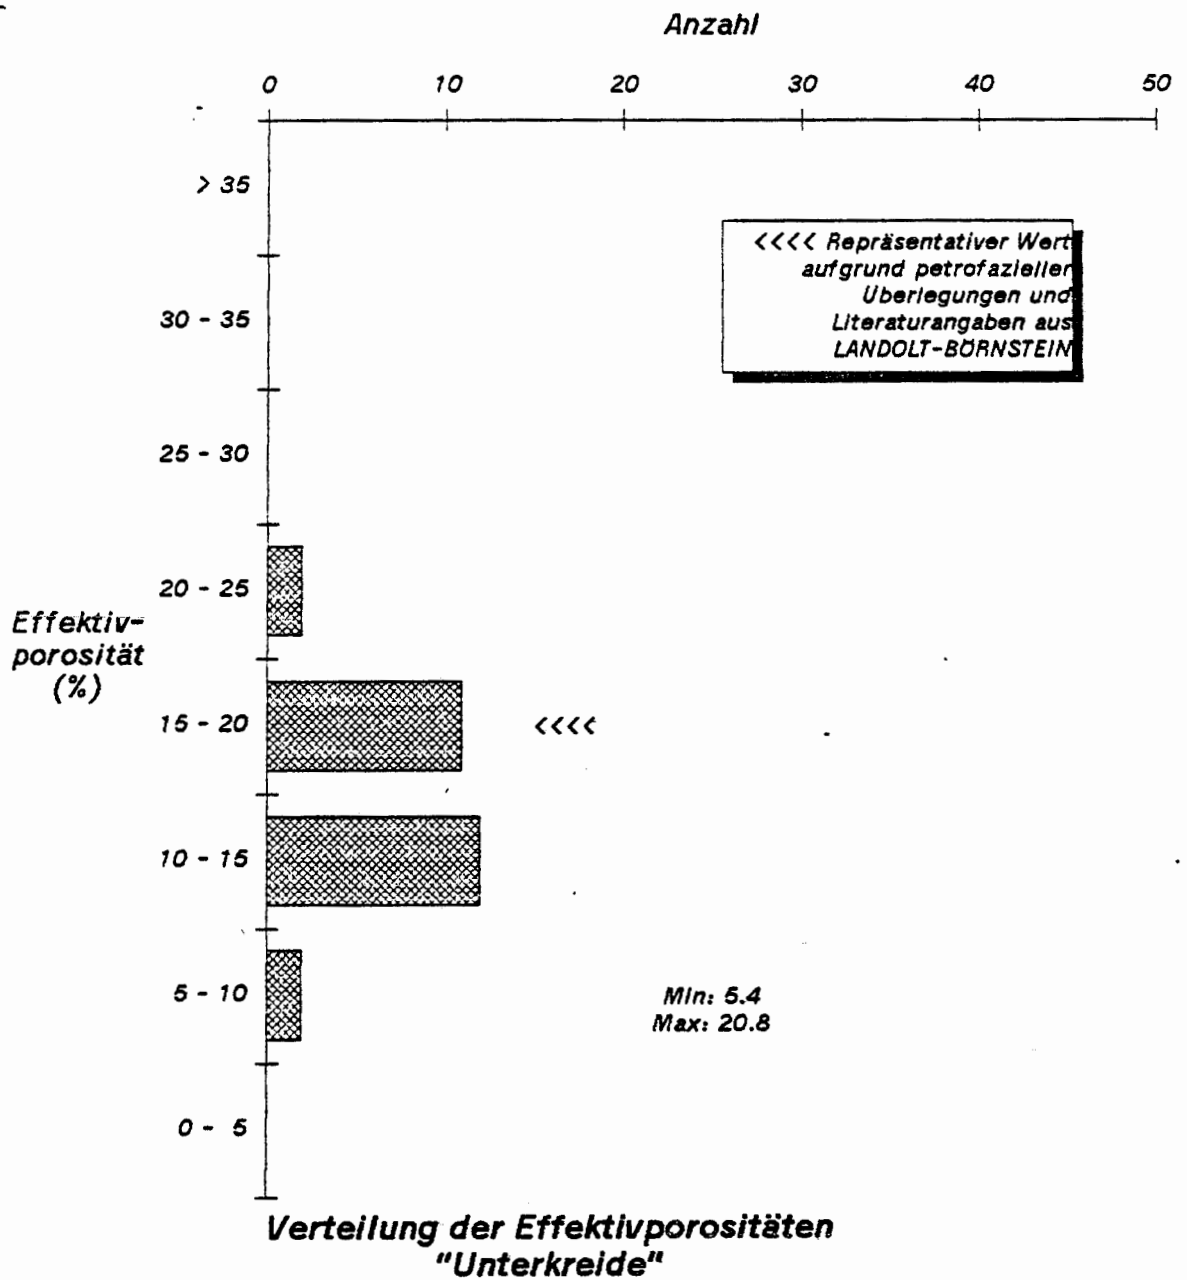 Anzahl
0 10 20 30 40 50
> 35
<<<< Repräsentativer Wert
aufgrund petrofazieller
Überlegungen und
Literaturangaben aus
LANDOLT-BÖRNSTEIN
30 - 35
25 - 30
20 - 25
Effektiv-
porosität
(%)
15 - 20 <<<<
10 - 15
5 - 10
Min: 5.4
Max: 20.8
0 - 5
Verteilung der Effektivporositäten
"Unterkreide"